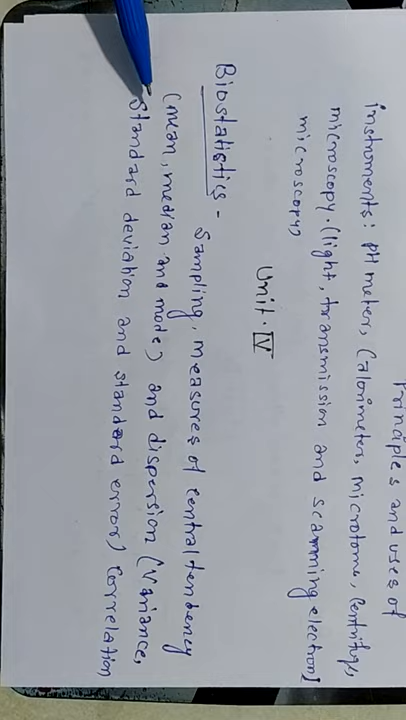 Principles and uses of
instruments: pH meter, Calorimeter, microtome, Centrifuge,
microscopy. (light, transmission and scanning electron
microscopy)
Unit. IV
Biostatistics - Sampling, measures of central tendency
(mean, median and mode) and dispersion (Variance,
Standard deviation and standard error) Correlation